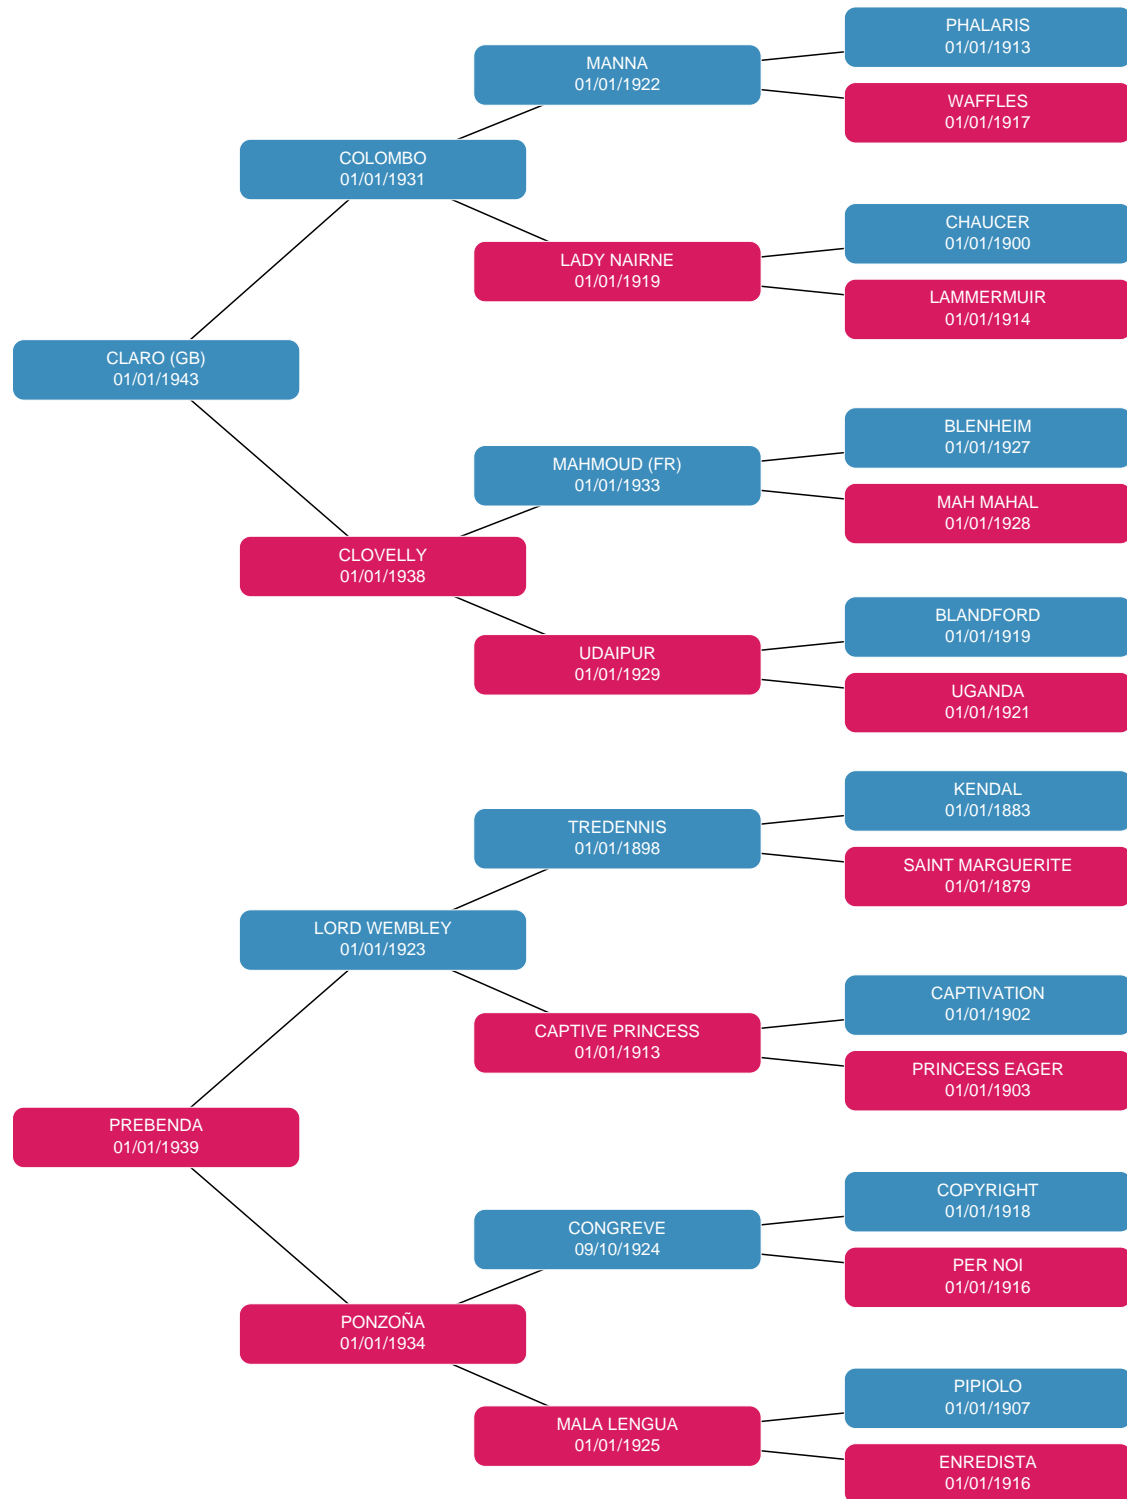 PHALARIS
01/01/1913
MANNA
01/01/1922
WAFFLES
01/01/1917
COLOMBO
01/01/1931
CHAUCER
01/01/1900
LADY NAIRNE
01/01/1919
LAMMERMUIR
01/01/1914
CLARO (GB)
01/01/1943
BLENHEIM
01/01/1927
MAHMOUD (FR)
01/01/1933
MAH MAHAL
01/01/1928
CLOVELLY
01/01/1938
BLANDFORD
01/01/1919
UDAIPUR
01/01/1929
UGANDA
01/01/1921
KENDAL
01/01/1883
TREDENNIS
01/01/1898
SAINT MARGUERITE
01/01/1879
LORD WEMBLEY
01/01/1923
CAPTIVATION
01/01/1902
CAPTIVE PRINCESS
01/01/1913
PRINCESS EAGER
01/01/1903
PREBENDA
01/01/1939
COPYRIGHT
01/01/1918
CONGREVE
09/10/1924
PER NOI
01/01/1916
PONZOÑA
01/01/1934
PIPIOLO
01/01/1907
MALA LENGUA
01/01/1925
ENREDISTA
01/01/1916